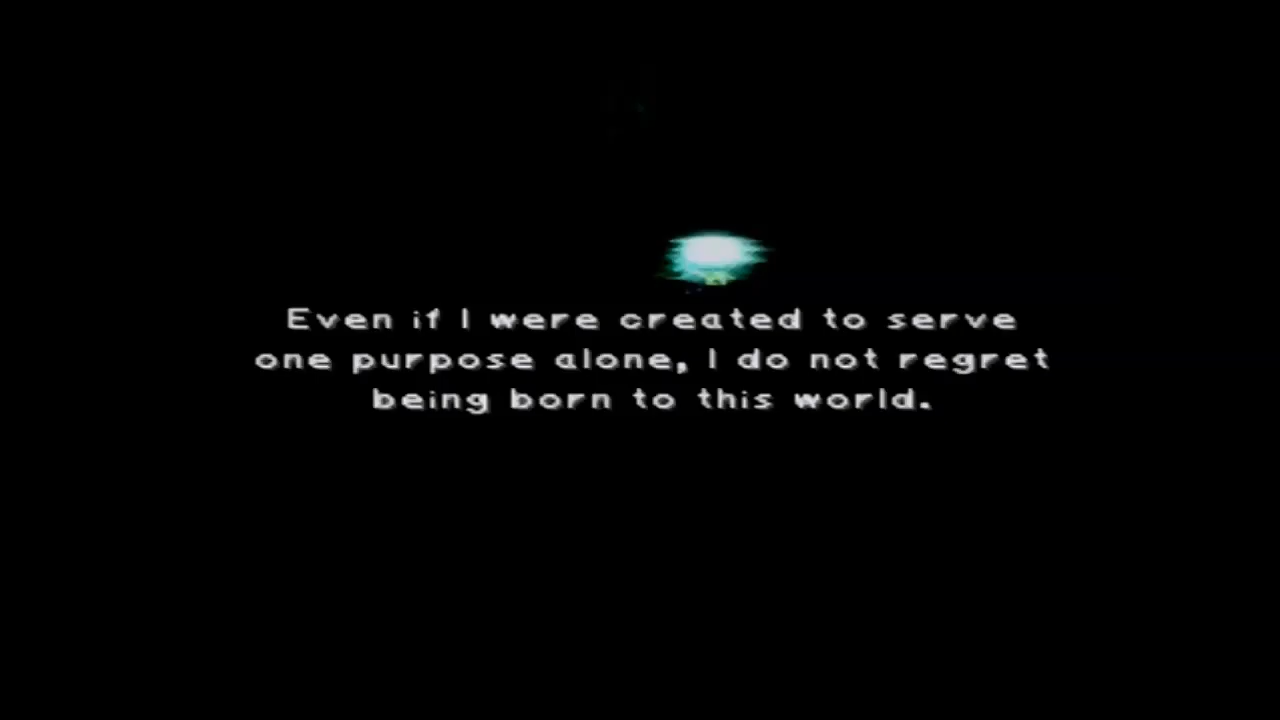 Even if I were created to serve
one purpose alone, I do not regret
being born to this world.